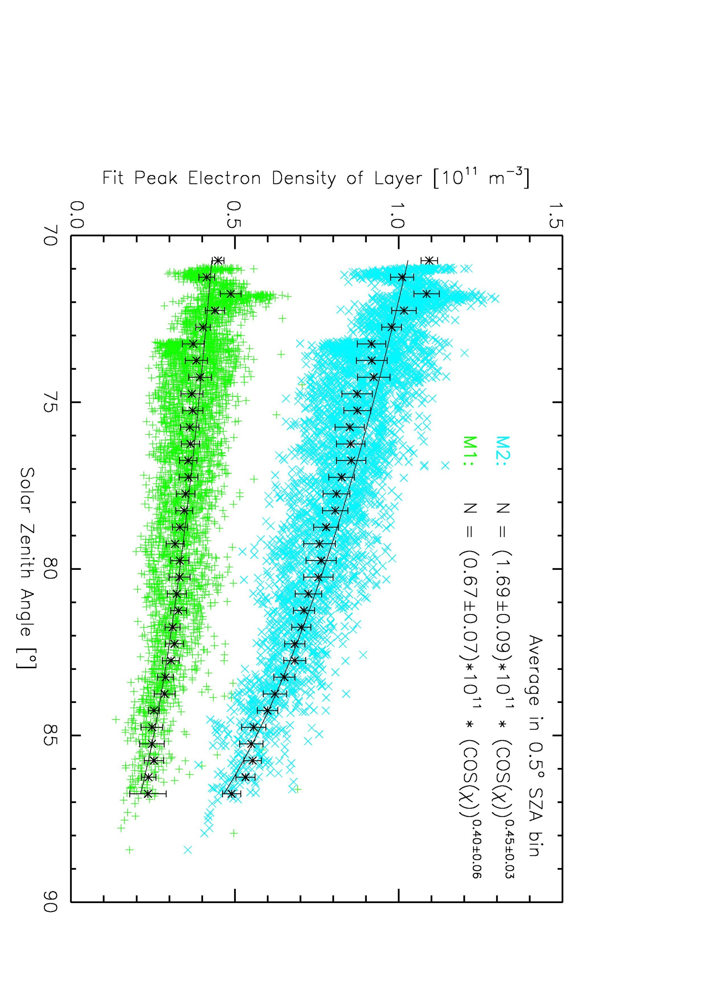 Average in 0.5° SZA bin
M2: N = (1.69±0.09)*10¹¹ * (COS(χ))^0.45±0.03
M1: N = (0.67±0.07)*10¹¹ * (COS(χ))^0.40±0.06
Fit Peak Electron Density of Layer [10¹¹ m⁻³]
1.5
1.0
0.5
0.0
70 75 80 85 90
Solar Zenith Angle [°]